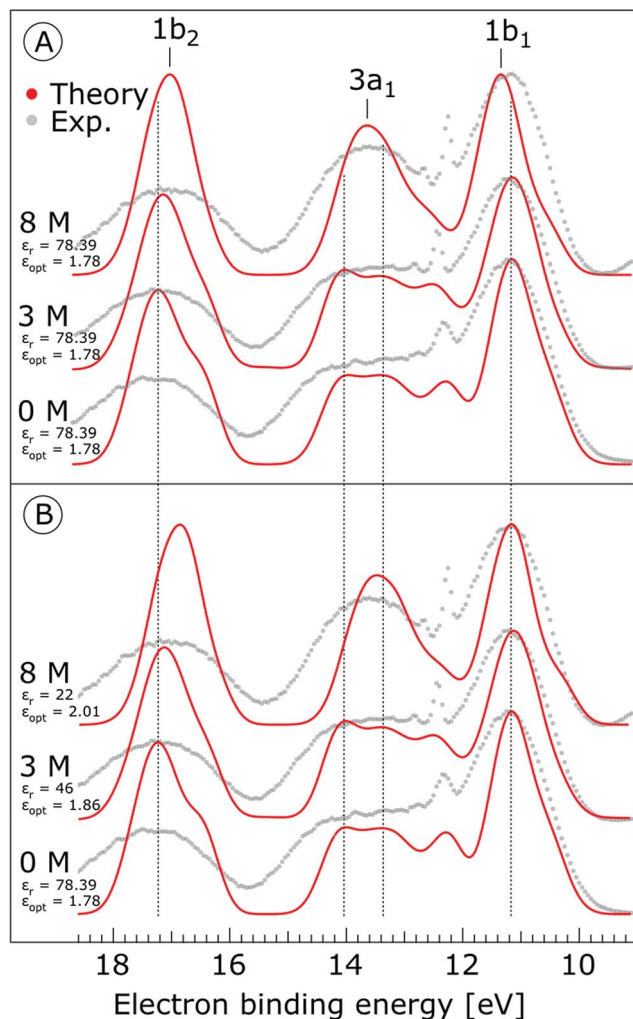 A
1b₂
3a₁
1b₁
Theory
Exp.
8 M
εᵣ = 78.39
εₒₚₜ = 1.78
3 M
εᵣ = 78.39
εₒₚₜ = 1.78
0 M
εᵣ = 78.39
εₒₚₜ = 1.78
B
8 M
εᵣ = 22
εₒₚₜ = 2.01
3 M
εᵣ = 46
εₒₚₜ = 1.86
0 M
εᵣ = 78.39
εₒₚₜ = 1.78
18 16 14 12 10
Electron binding energy [eV]